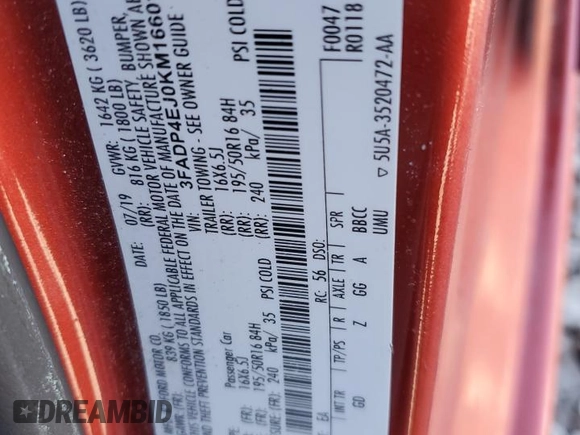 FORD MOTOR CO.
DATE: 07/19 GVWR: 1642 KG ( 3620 LB)
839 KG ( 1850 LB) (RR): 816 KG ( 1800 LB)
VEHICLE CONFORMS TO ALL APPLICABLE FEDERAL MOTOR VEHICLE SAFETY, BUMPER,
AND THEFT PREVENTION STANDARDS IN EFFECT ON THE DATE OF MANUFACTURE SHOWN
VIN: 3FADP4EJ0KM1660
Passenger Car TRAILER TOWING - SEE OWNER GUIDE
(FR): 16X6.5J (RR): 16X6.5J
(FR): 195/50R16 84H (RR): 195/50R16 84H
(FR): 240 kPa/ 35 PSI COLD (RR): 240 kPa/ 35 PSI COLD
EA RC: 56 DSO: F0047
INT TR TP/PS R AXLE TR SPR R0118
GD Z GG A BBCC
UMU
▽ 5U5A-3520472-AA
DREAMBID